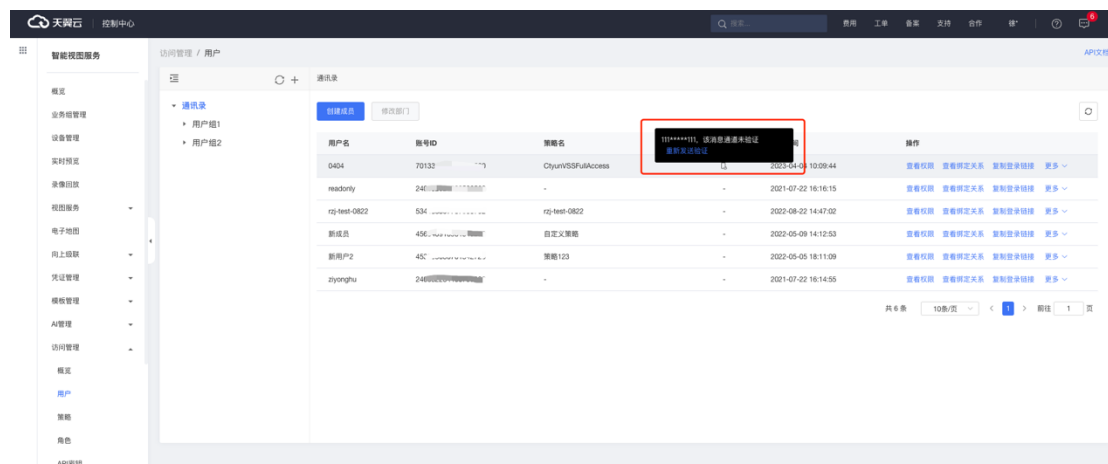 天翼云 控制中心 搜索... 费用 工单 备案 支持 合作 6
智能视图服务 访问管理 / 用户 API文档
概览
业务组管理
设备管理
实时预览
录像回放
视图服务
电子地图
向上级联
凭证管理
模板管理
AI管理
访问管理
概览
用户
策略
角色
通讯录
用户组1
用户组2
通讯录
创建成员 修改部门
用户名 账号ID 策略名 操作
111*****111, 该消息通道未验证
重新发送验证
0404 70132 CtyunVSSFullAccess 2023-04-04 10:09:44 查看权限 查看绑定关系 复制登录链接 更多
readonly - - 2021-07-22 16:16:15 查看权限 查看绑定关系 复制登录链接 更多
rzj-test-0822 534 rzj-test-0822 - 2022-08-22 14:47:02 查看权限 查看绑定关系 复制登录链接 更多
新成员 自定义策略 - 2022-05-09 14:12:53 查看权限 查看绑定关系 复制登录链接 更多
新用户2 策略123 - 2022-05-05 18:11:09 查看权限 查看绑定关系 复制登录链接 更多
ziyonghu - - 2021-07-22 16:14:55 查看权限 查看绑定关系 复制登录链接 更多
共 6 条 10条/页 1 前往 1 页